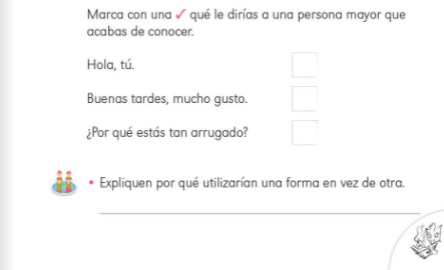 Marca con una ✓ qué le dirías a una persona mayor que
acabas de conocer.
Hola, tú.
Buenas tardes, mucho gusto.
¿Por qué estás tan arrugado?
• Expliquen por qué utilizarían una forma en vez de otra.